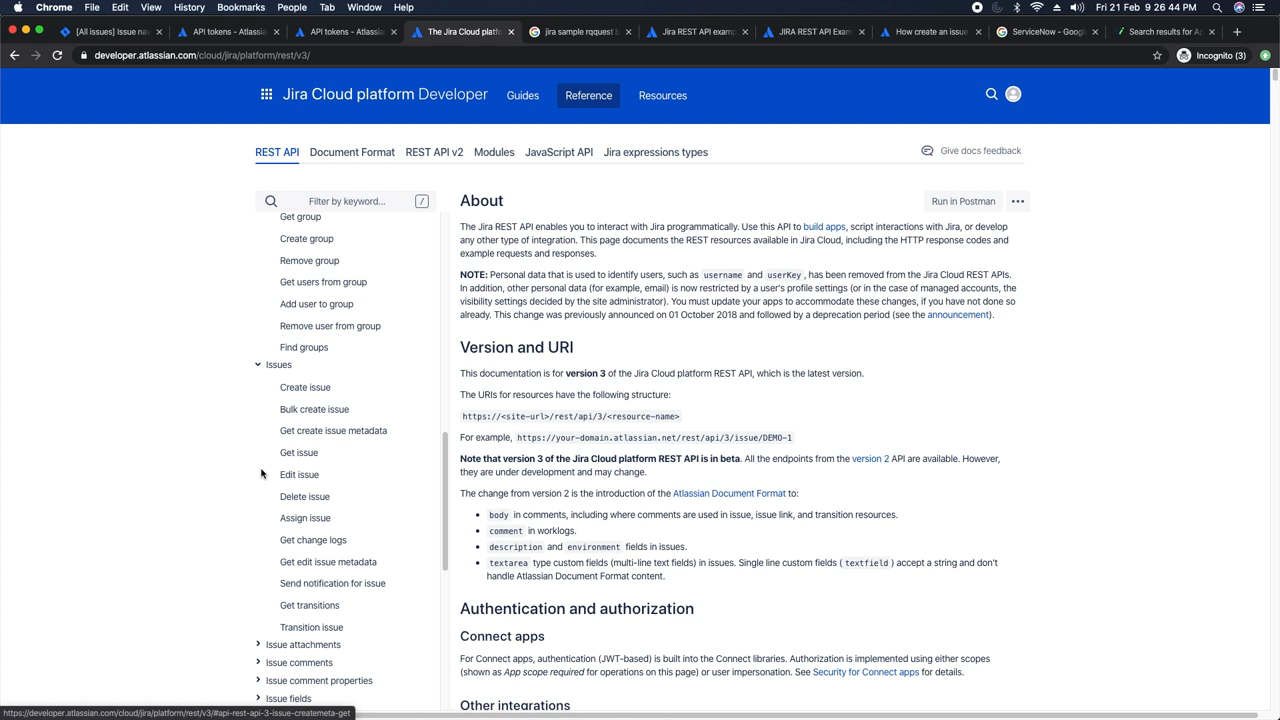 Chrome File Edit View History Bookmarks People Tab Window Help Fri 21 Feb 9 26 44 PM
[All issues] Issue nav API tokens - Atlassia API tokens - Atlassia The Jira Cloud platfo jira sample rqquest Jira REST API exam JIRA REST API Exam How create an issue ServiceNow - Goog Search results for A
developer.atlassian.com/cloud/jira/platform/rest/v3/ Incognito (3)
Jira Cloud platform Developer Guides Reference Resources
REST API Document Format REST API v2 Modules JavaScript API Jira expressions types Give docs feedback
Filter by keyword... /
Get group
Create group
Remove group
Get users from group
Add user to group
Remove user from group
Find groups
Issues
Create issue
Bulk create issue
Get create issue metadata
Get issue
Edit issue
Delete issue
Assign issue
Get change logs
Get edit issue metadata
Send notification for issue
Get transitions
Transition issue
Issue attachments
Issue comments
Issue comment properties
Issue fields
About Run in Postman
The Jira REST API enables you to interact with Jira programmatically. Use this API to build apps, script interactions with Jira, or develop
any other type of integration. This page documents the REST resources available in Jira Cloud, including the HTTP response codes and
example requests and responses.
NOTE: Personal data that is used to identify users, such as username and userKey, has been removed from the Jira Cloud REST APIs.
In addition, other personal data (for example, email) is now restricted by a user's profile settings (or in the case of managed accounts, the
visibility settings decided by the site administrator). You must update your apps to accommodate these changes, if you have not done so
already. This change was previously announced on 01 October 2018 and followed by a deprecation period (see the announcement).
Version and URI
This documentation is for version 3 of the Jira Cloud platform REST API, which is the latest version.
The URIs for resources have the following structure:
https://<site-url>/rest/api/3/<resource-name>
For example, https://your-domain.atlassian.net/rest/api/3/issue/DEMO-1
Note that version 3 of the Jira Cloud platform REST API is in beta. All the endpoints from the version 2 API are available. However,
they are under development and may change.
The change from version 2 is the introduction of the Atlassian Document Format to:
body in comments, including where comments are used in issue, issue link, and transition resources.
comment in worklogs.
description and environment fields in issues.
textarea type custom fields (multi-line text fields) in issues. Single line custom fields (textfield) accept a string and don't
handle Atlassian Document Format content.
Authentication and authorization
Connect apps
For Connect apps, authentication (JWT-based) is built into the Connect libraries. Authorization is implemented using either scopes
(shown as App scope required for operations on this page) or user impersonation. See Security for Connect apps for details.
Other integrations
https://developer.atlassian.com/cloud/jira/platform/rest/v3/#api-rest-api-3-issue-createmeta-get